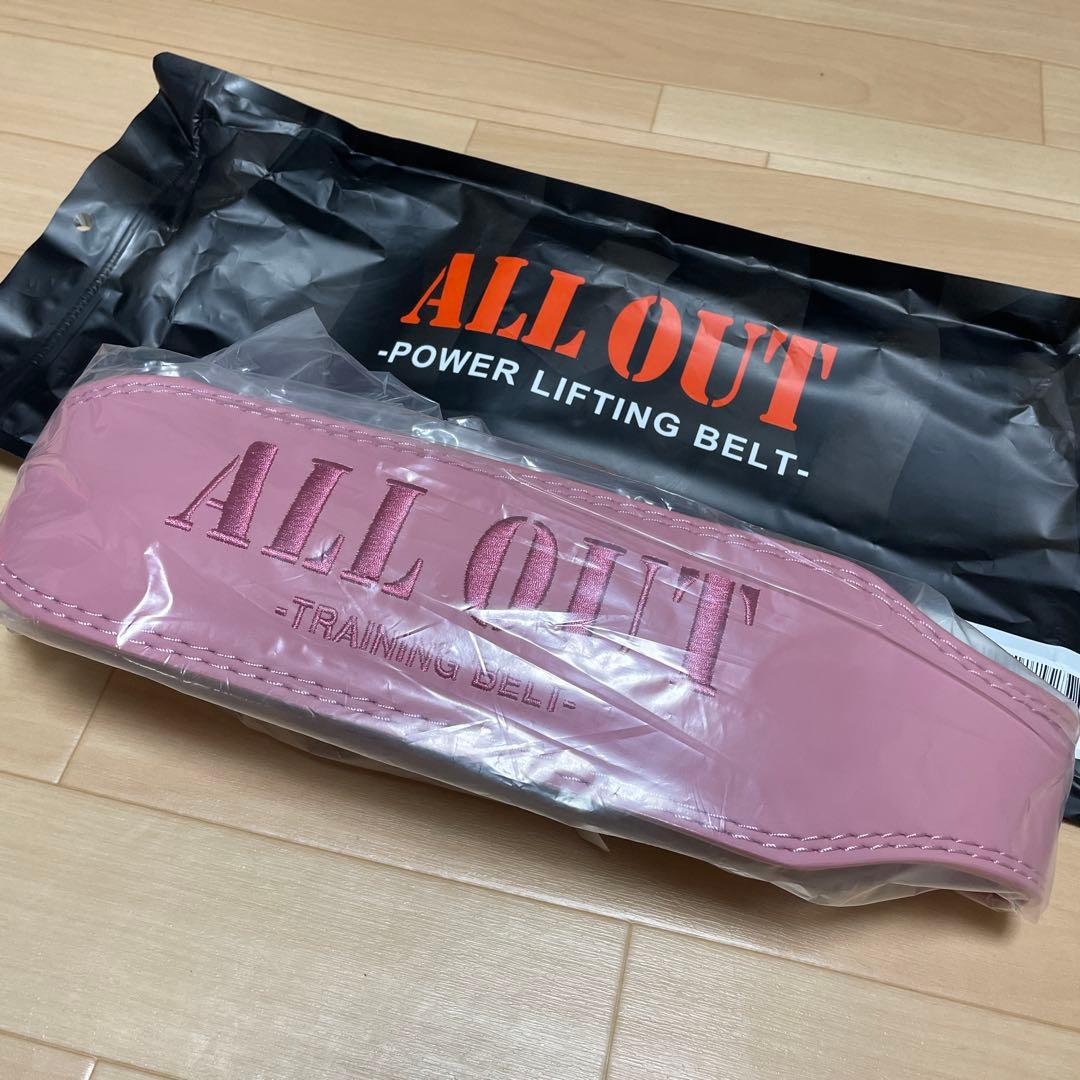 ALL OUT
-POWER LIFTING BELT-
ALL OUT
-TRAINING BELT-